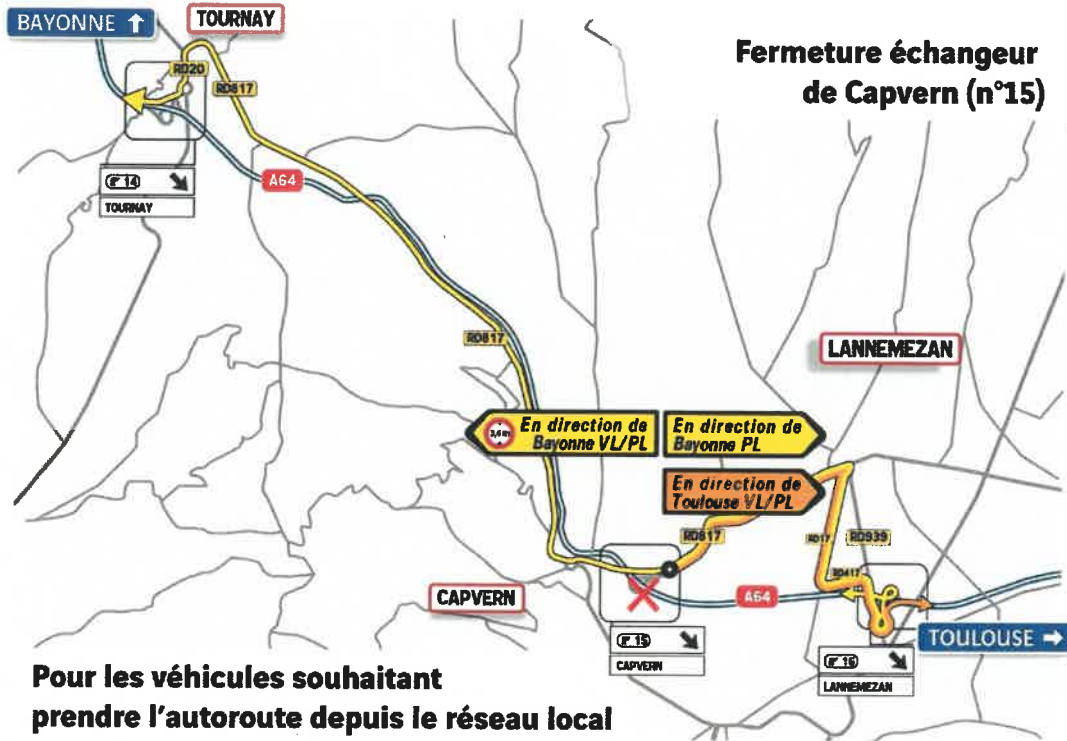 BAYONNE ↑
TOURNAY
Fermeture échangeur
de Capvern (n°15)
RD20
RD817
n° 14
TOURNAY
A64
RD817
LANNEMEZAN
En direction de
Bayonne VL/PL
En direction de
Bayonne PL
En direction de
Toulouse VL/PL
RD817
RD17
RD939
RD417
CAPVERN
A64
n° 15
CAPVERN
TOULOUSE →
n° 16
LANNEMEZAN
Pour les véhicules souhaitant
prendre l'autoroute depuis le réseau local